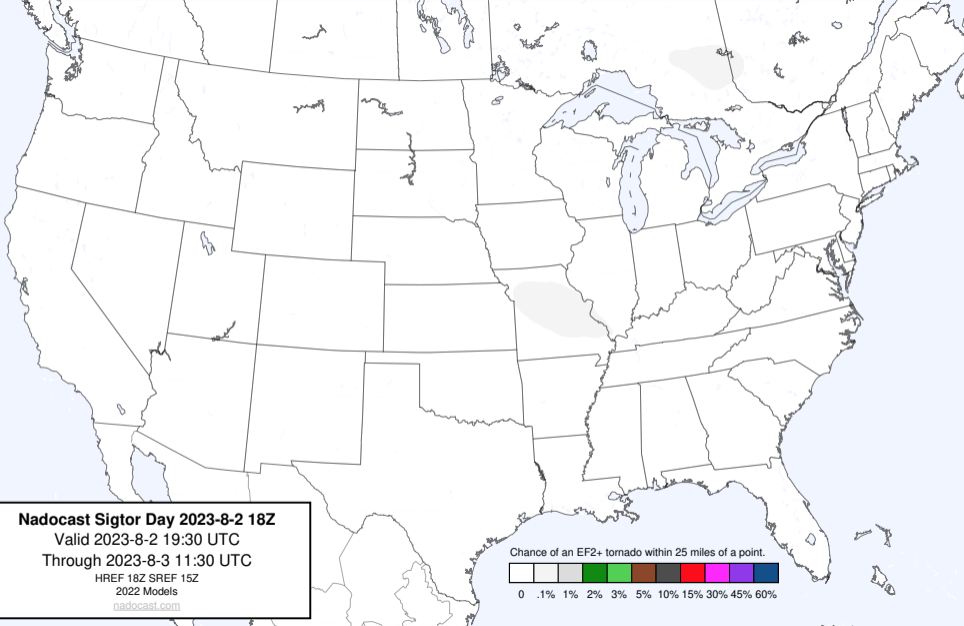 Nadocast Sigtor Day 2023-8-2 18Z
Valid 2023-8-2 19:30 UTC
Through 2023-8-3 11:30 UTC
HREF 18Z SREF 15Z
2022 Models
nadocast.com
Chance of an EF2+ tornado within 25 miles of a point.
0 .1% 1% 2% 3% 5% 10% 15% 30% 45% 60%